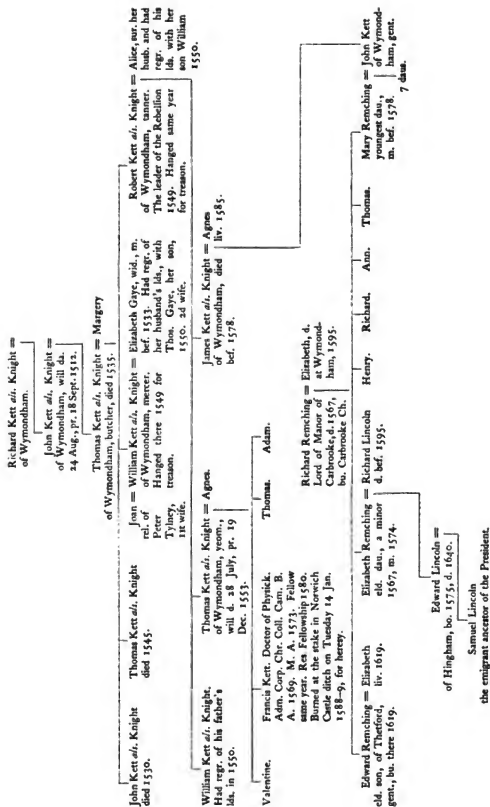 Richard Kett als. Knight
of Wymondham.
John Kett als. Knight
of Wymondham, will da.
24 Aug., pr. 18 Sept. 1512.
Thomas Kett als. Knight = Margery
of Wymondham, butcher, died 1535.
John Kett als. Knight
died 1530.
Thomas Kett als. Knight
died 1545.
Joan =
rel. of
Peter
Tylney,
1st wife.
William Kett als. Knight =
of Wymondham, mercer.
Hanged there 1549 for
treason.
Elizabeth Gaye, wid., m.
bef. 1533. Had regr. of
her husband's lds., with
Thos. Gaye, her son,
1550. 2d wife.
Robert Kett als. Knight =
of Wymondham, tanner.
The leader of the Rebellion
1549. Hanged same year
for treason.
Alice, sur. her
husb. and had
regr. of his
lds. with her
son William
1550.
William Kett als. Knight.
Had regr. of his father's
lds. in 1550.
Thomas Kett als. Knight = Agnes.
of Wymondham, yeom.,
will d. 28 July, pr. 19
Dec. 1553.
James Kett als. Knight = Agnes
of Wymondham, died liv. 1585.
bef. 1578.
Valentine.
Francis Kett. Doctor of Physick.
Adm. Corp. Chr. Coll. Cam. B.
A. 1569. M. A. 1573. Fellow
same year. Res Fellowship 1580.
Burned at the stake in Norwich
Castle ditch on Tuesday 14 Jan.
1588–9, for heresy.
Thomas.
Adam.
Richard Remching = Elizabeth, d.
Lord of Manor of at Wymond-
Carbrooke, d. 1567, ham, 1595.
bu. Carbrooke Ch.
Edward Remching = Elizabeth
eld. son, of Thetford, liv. 1619.
gent., bu. there 1619.
Elizabeth Remching = Richard Lincoln
eld. dau., a minor d. bef. 1595.
1567, m. 1574.
Henry.
Richard.
Ann.
Thomas.
Mary Remching = John Kett
youngest dau., of Wymond-
m. bef. 1578. ham, gent.
7 daus.
Edward Lincoln =
of Hingham, bo. 1575; d. 1640.
Samuel Lincoln
the emigrant ancestor of the President.